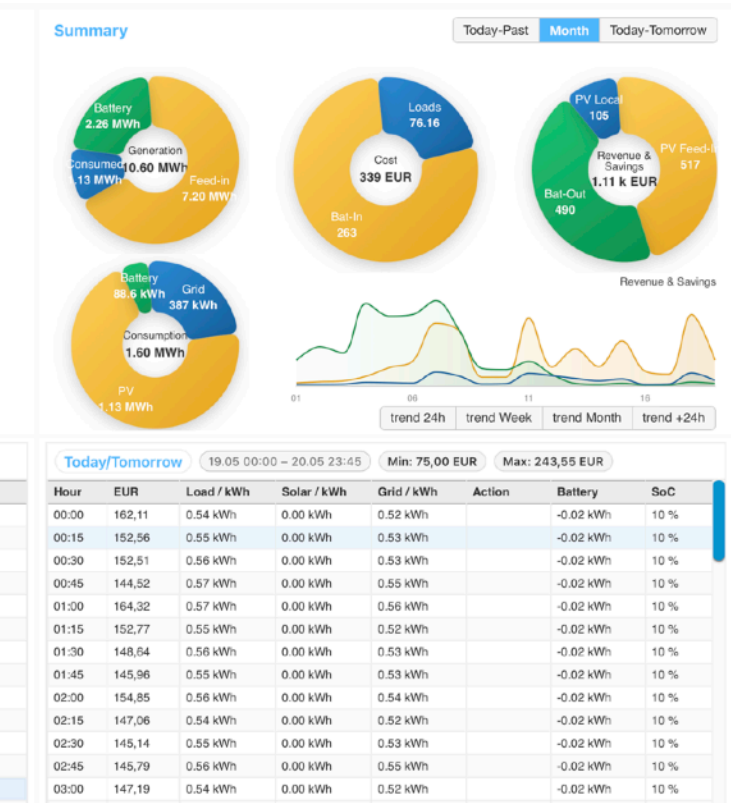 Summary
Today-Past Month Today-Tomorrow
Battery
2.26 MWh
Generation
10.60 MWh
Consumed
.13 MWh
Feed-in
7.20 MW
Loads
76.16
Cost
339 EUR
Bat-In
263
PV Local
105
Revenue &
Savings
1.11 k EUR
PV Feed-I
517
Bat-Out
490
Battery
88.6 kWh
Grid
387 kWh
Consumption
1.60 MWh
PV
1.13 MWh
Revenue & Savings
01 06 11 16
trend 24h trend Week trend Month trend +24h
Today/Tomorrow 19.05 00:00 – 20.05 23:45 Min: 75,00 EUR Max: 243,55 EUR
Hour EUR Load / kWh Solar / kWh Grid / kWh Action Battery SoC
00:00 162,11 0.54 kWh 0.00 kWh 0.52 kWh -0.02 kWh 10 %
00:15 152,56 0.55 kWh 0.00 kWh 0.53 kWh -0.02 kWh 10 %
00:30 152,51 0.56 kWh 0.00 kWh 0.53 kWh -0.02 kWh 10 %
00:45 144,52 0.57 kWh 0.00 kWh 0.55 kWh -0.02 kWh 10 %
01:00 164,32 0.57 kWh 0.00 kWh 0.56 kWh -0.02 kWh 10 %
01:15 152,77 0.55 kWh 0.00 kWh 0.52 kWh -0.02 kWh 10 %
01:30 148,64 0.56 kWh 0.00 kWh 0.53 kWh -0.02 kWh 10 %
01:45 145,96 0.55 kWh 0.00 kWh 0.53 kWh -0.02 kWh 10 %
02:00 154,85 0.56 kWh 0.00 kWh 0.54 kWh -0.02 kWh 10 %
02:15 147,06 0.54 kWh 0.00 kWh 0.52 kWh -0.02 kWh 10 %
02:30 145,14 0.55 kWh 0.00 kWh 0.53 kWh -0.02 kWh 10 %
02:45 145,79 0.56 kWh 0.00 kWh 0.55 kWh -0.02 kWh 10 %
03:00 147,19 0.54 kWh 0.00 kWh 0.52 kWh -0.02 kWh 10 %